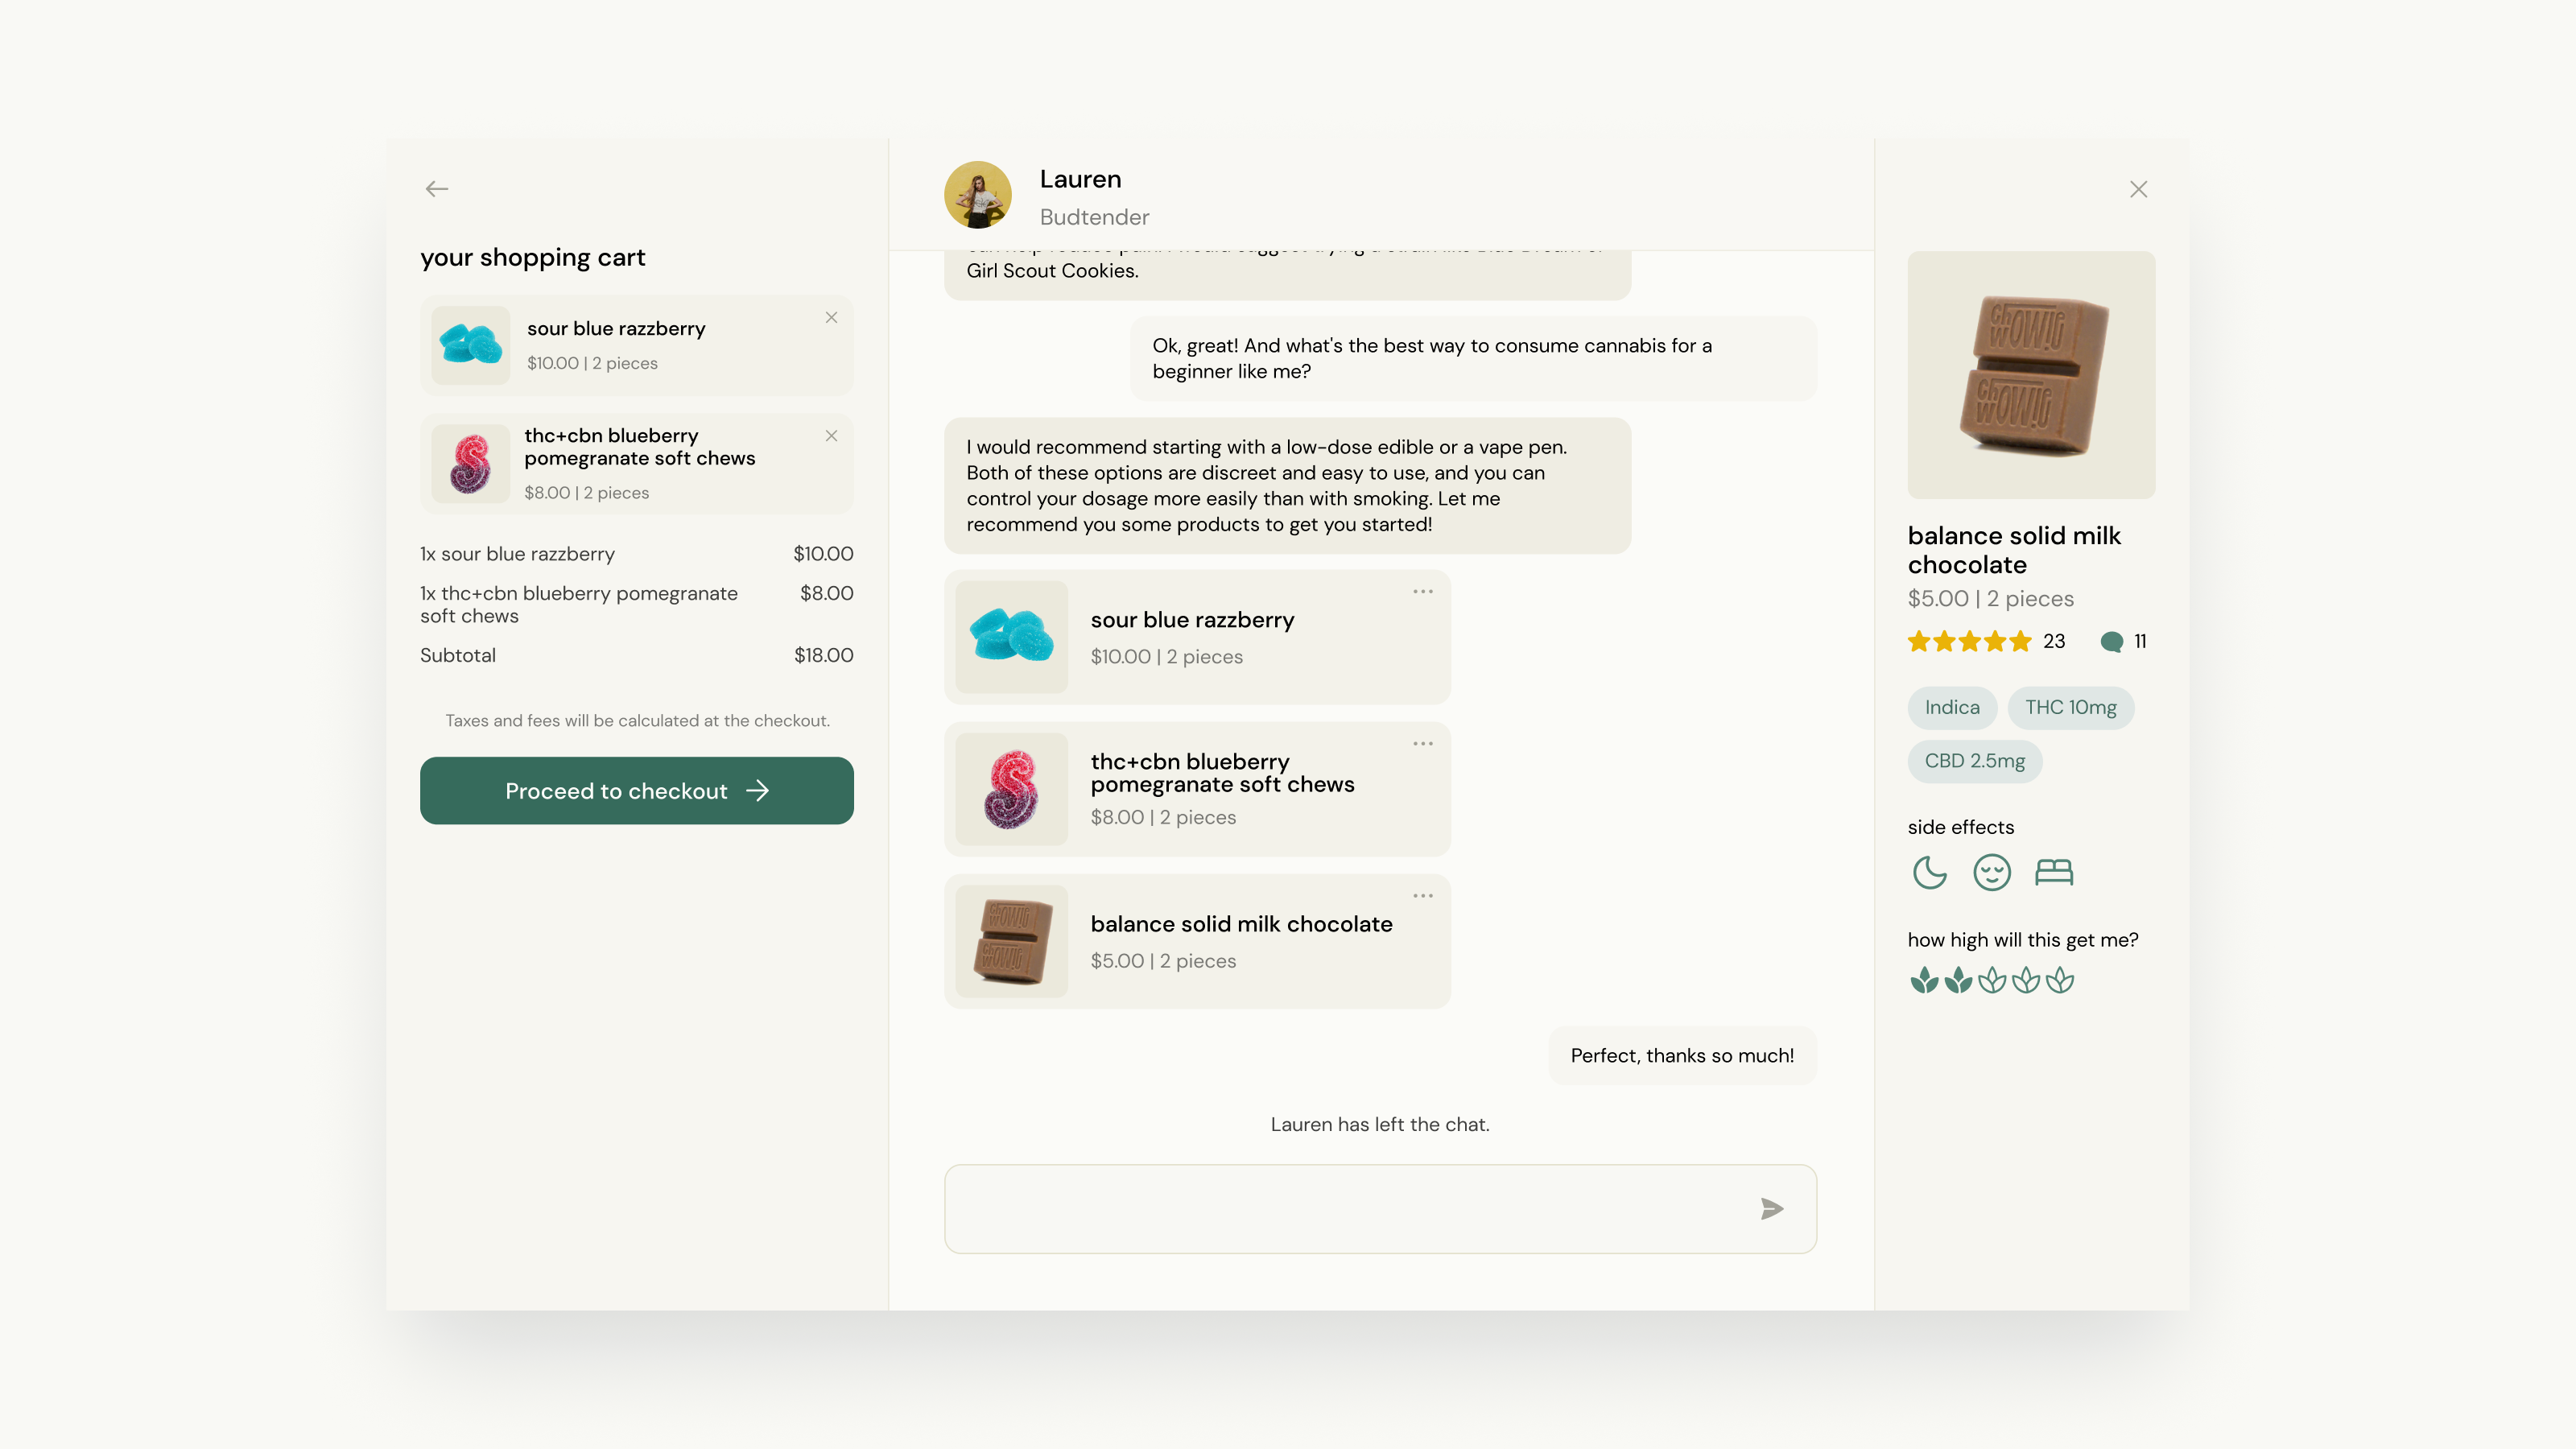 your shopping cart
sour blue razzberry
$10.00 | 2 pieces
thc+cbn blueberry
pomegranate soft chews
$8.00 | 2 pieces
1x sour blue razzberry $10.00
1x thc+cbn blueberry pomegranate $8.00
soft chews
Subtotal $18.00
Taxes and fees will be calculated at the checkout.
Proceed to checkout
Lauren
Budtender
Girl Scout Cookies.
Ok, great! And what's the best way to consume cannabis for a
beginner like me?
I would recommend starting with a low-dose edible or a vape pen.
Both of these options are discreet and easy to use, and you can
control your dosage more easily than with smoking. Let me
recommend you some products to get you started!
sour blue razzberry
$10.00 | 2 pieces
thc+cbn blueberry
pomegranate soft chews
$8.00 | 2 pieces
balance solid milk chocolate
$5.00 | 2 pieces
Perfect, thanks so much!
Lauren has left the chat.
balance solid milk
chocolate
$5.00 | 2 pieces
23 11
Indica THC 10mg
CBD 2.5mg
side effects
how high will this get me?